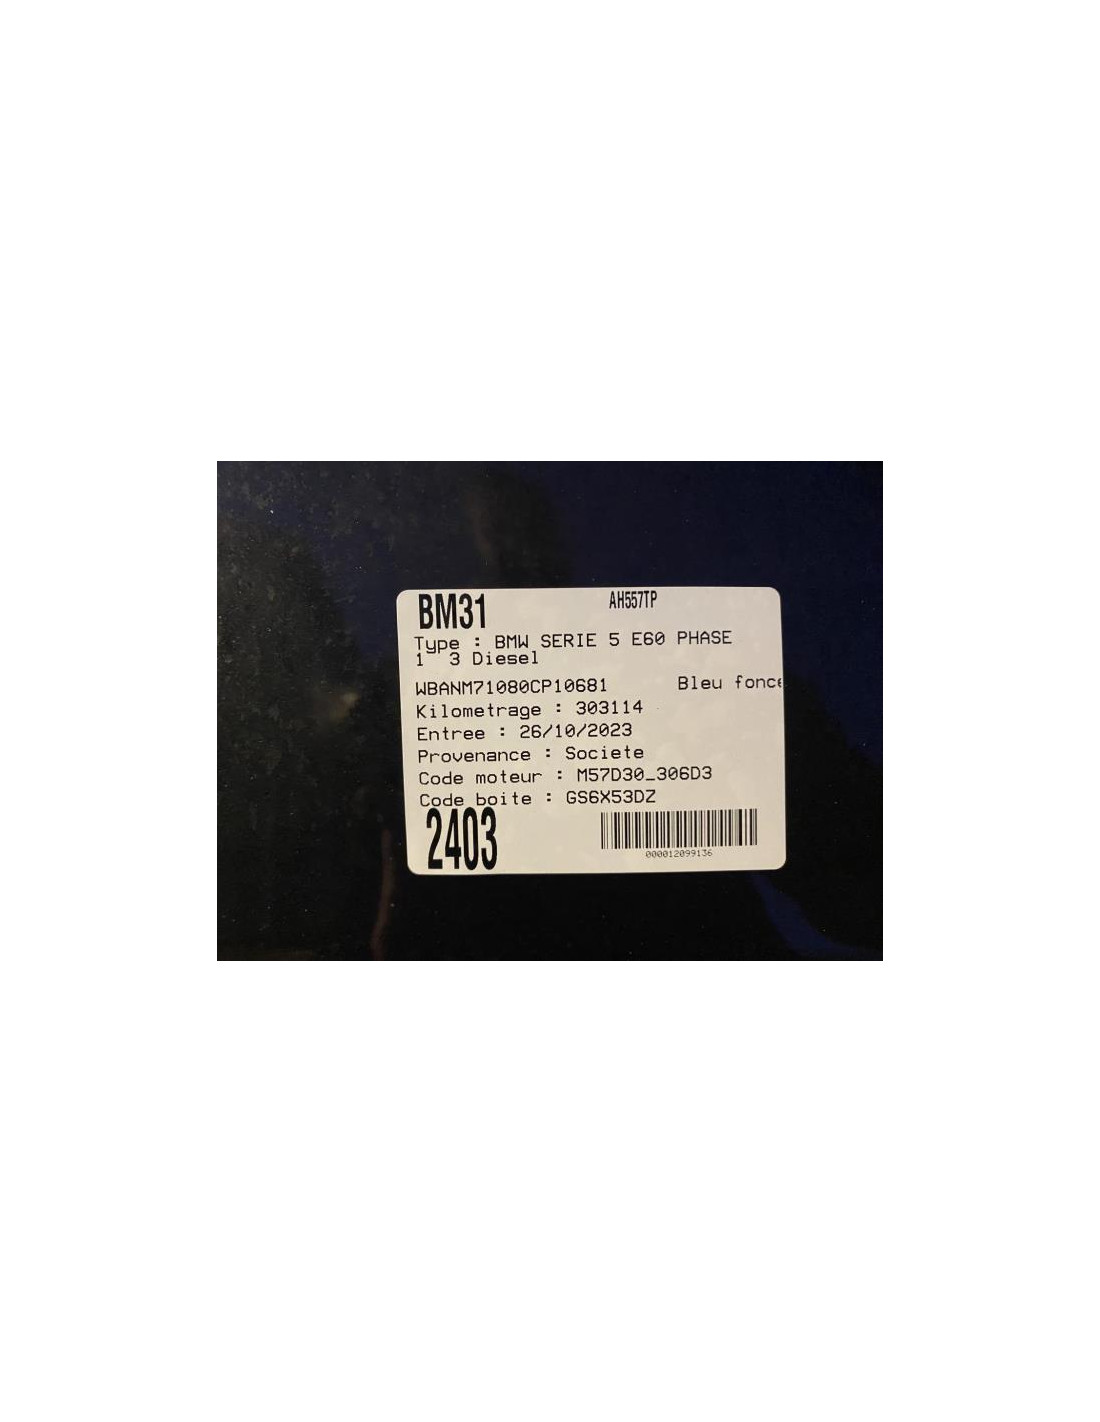 BM31 AH557TP
Type : BMW SERIE 5 E60 PHASE
1 3 Diesel
WBANM71080CP10681 Bleu fonce
Kilometrage : 303114
Entree : 26/10/2023
Provenance : Societe
Code moteur : M57D30_306D3
Code boite : GS6X53DZ
2403
000012099136